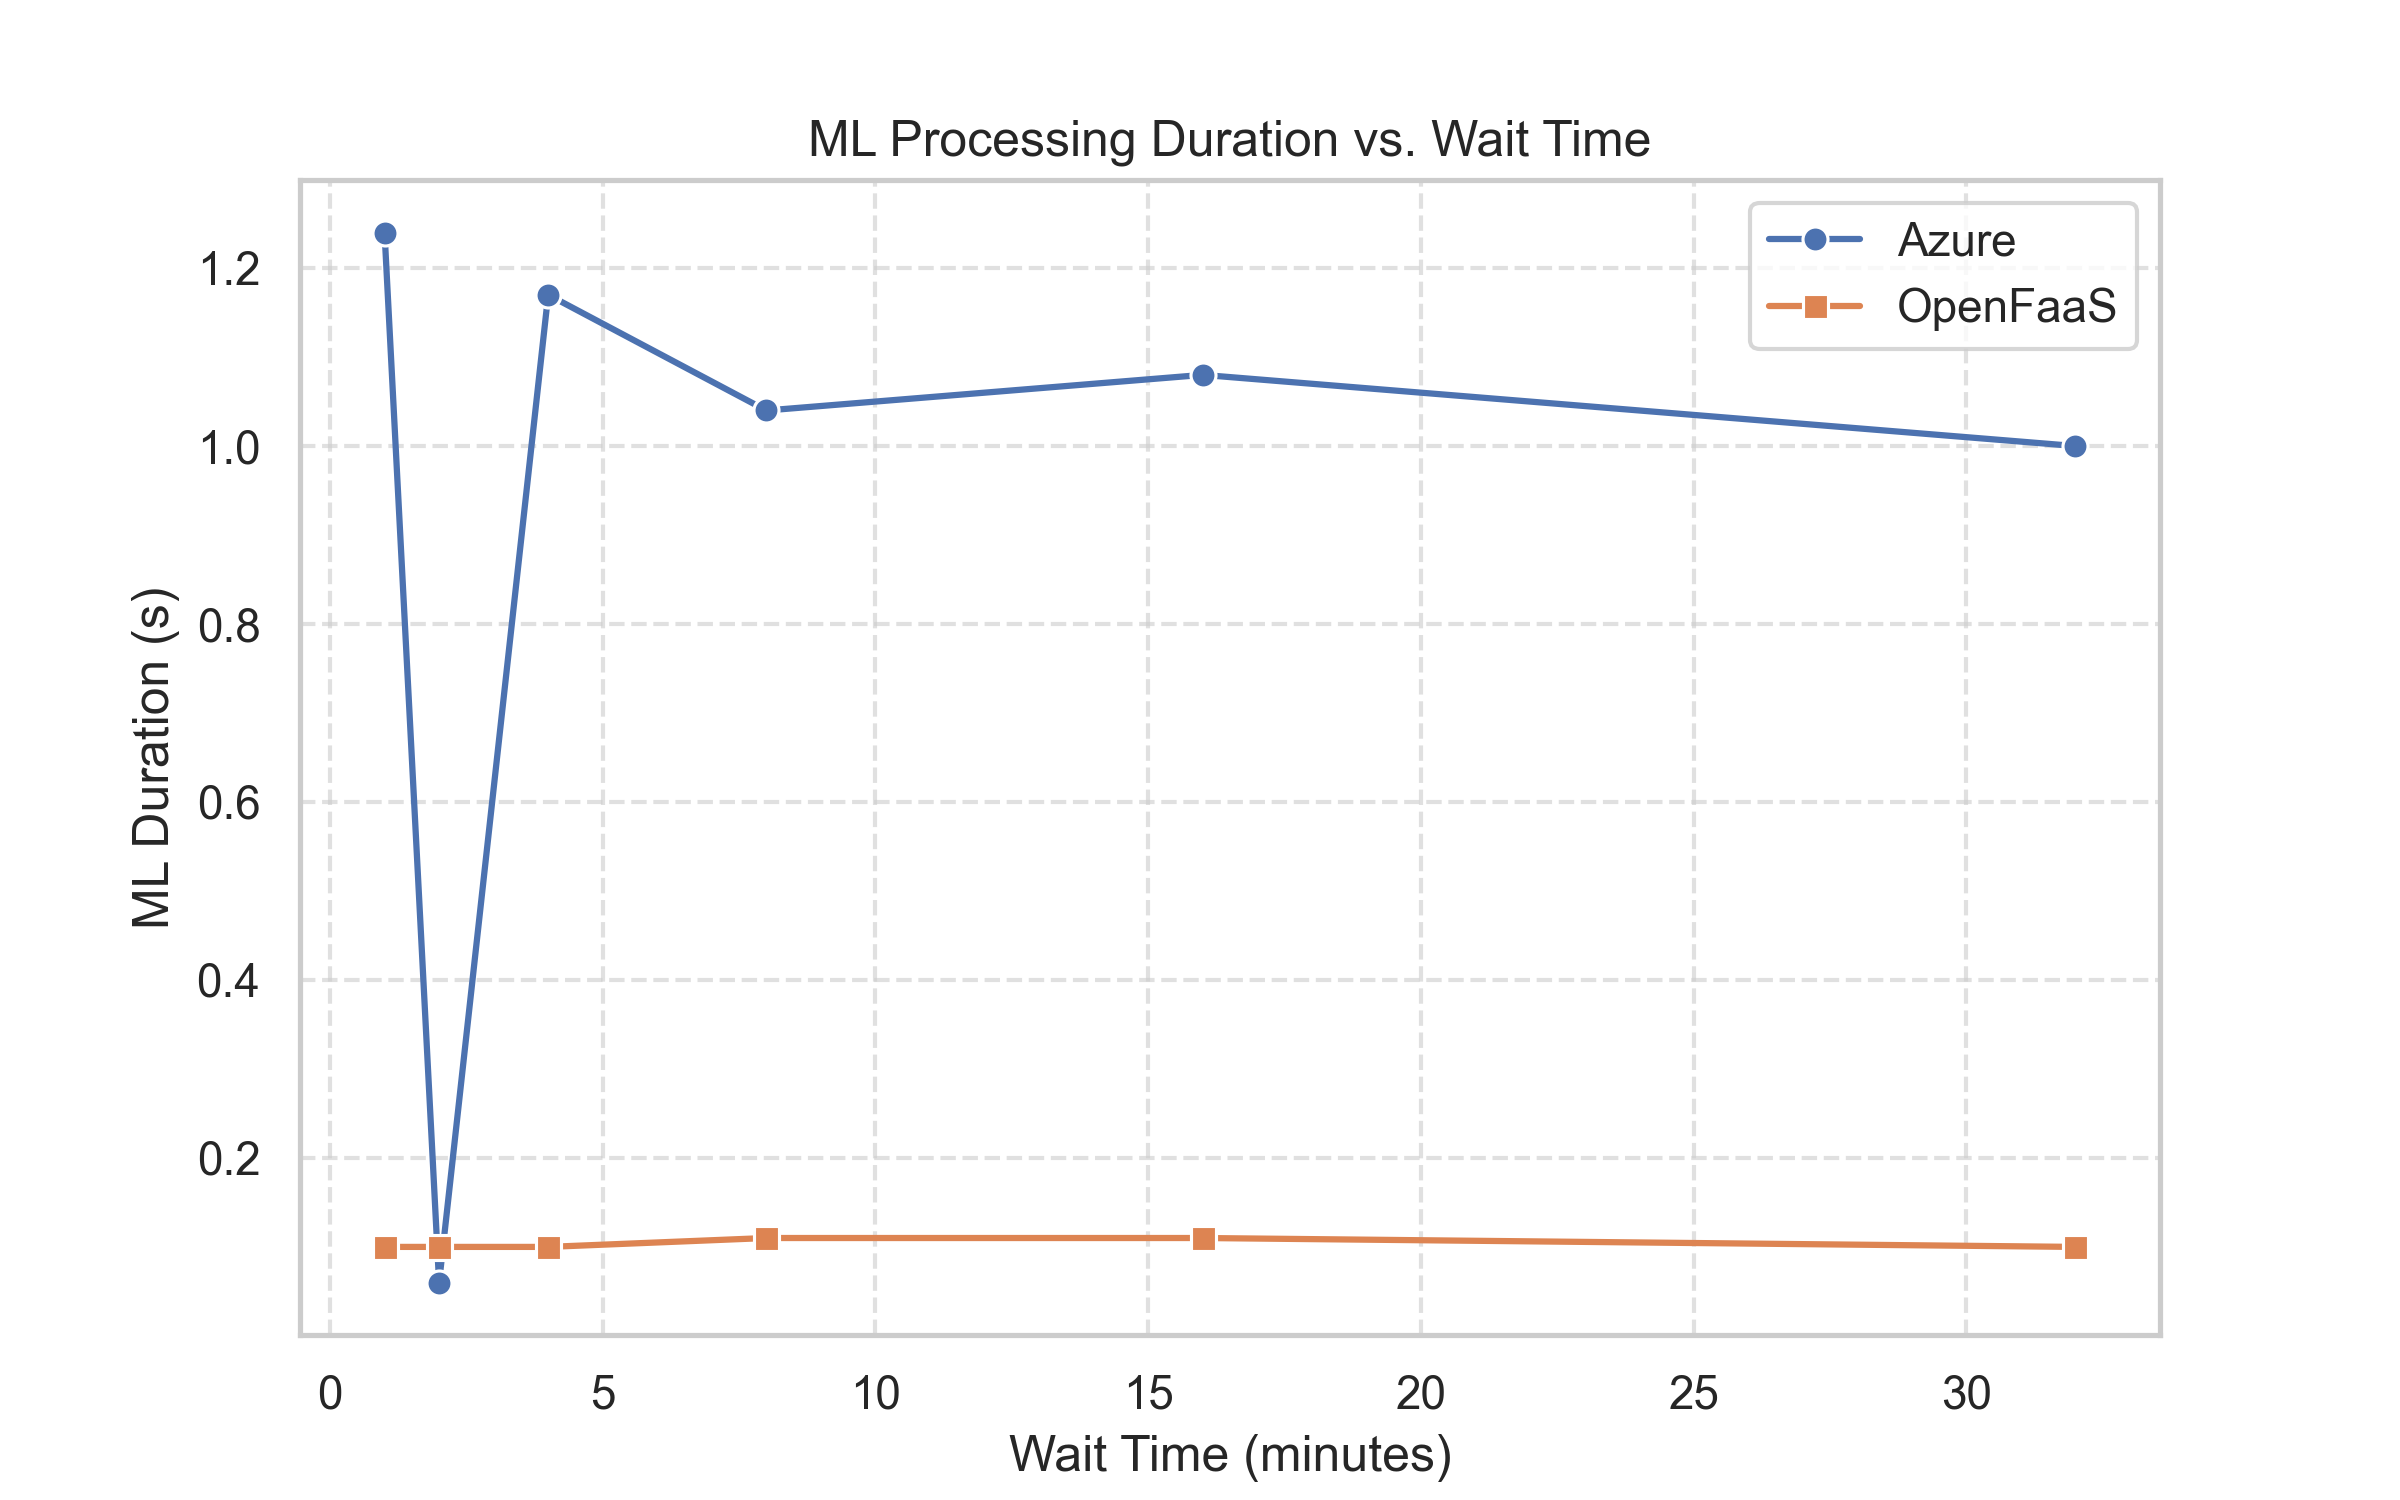 ML Processing Duration vs. Wait Time
Azure
OpenFaaS
1.2
1.0
0.8
0.6
0.4
0.2
ML Duration (s)
0 5 10 15 20 25 30
Wait Time (minutes)